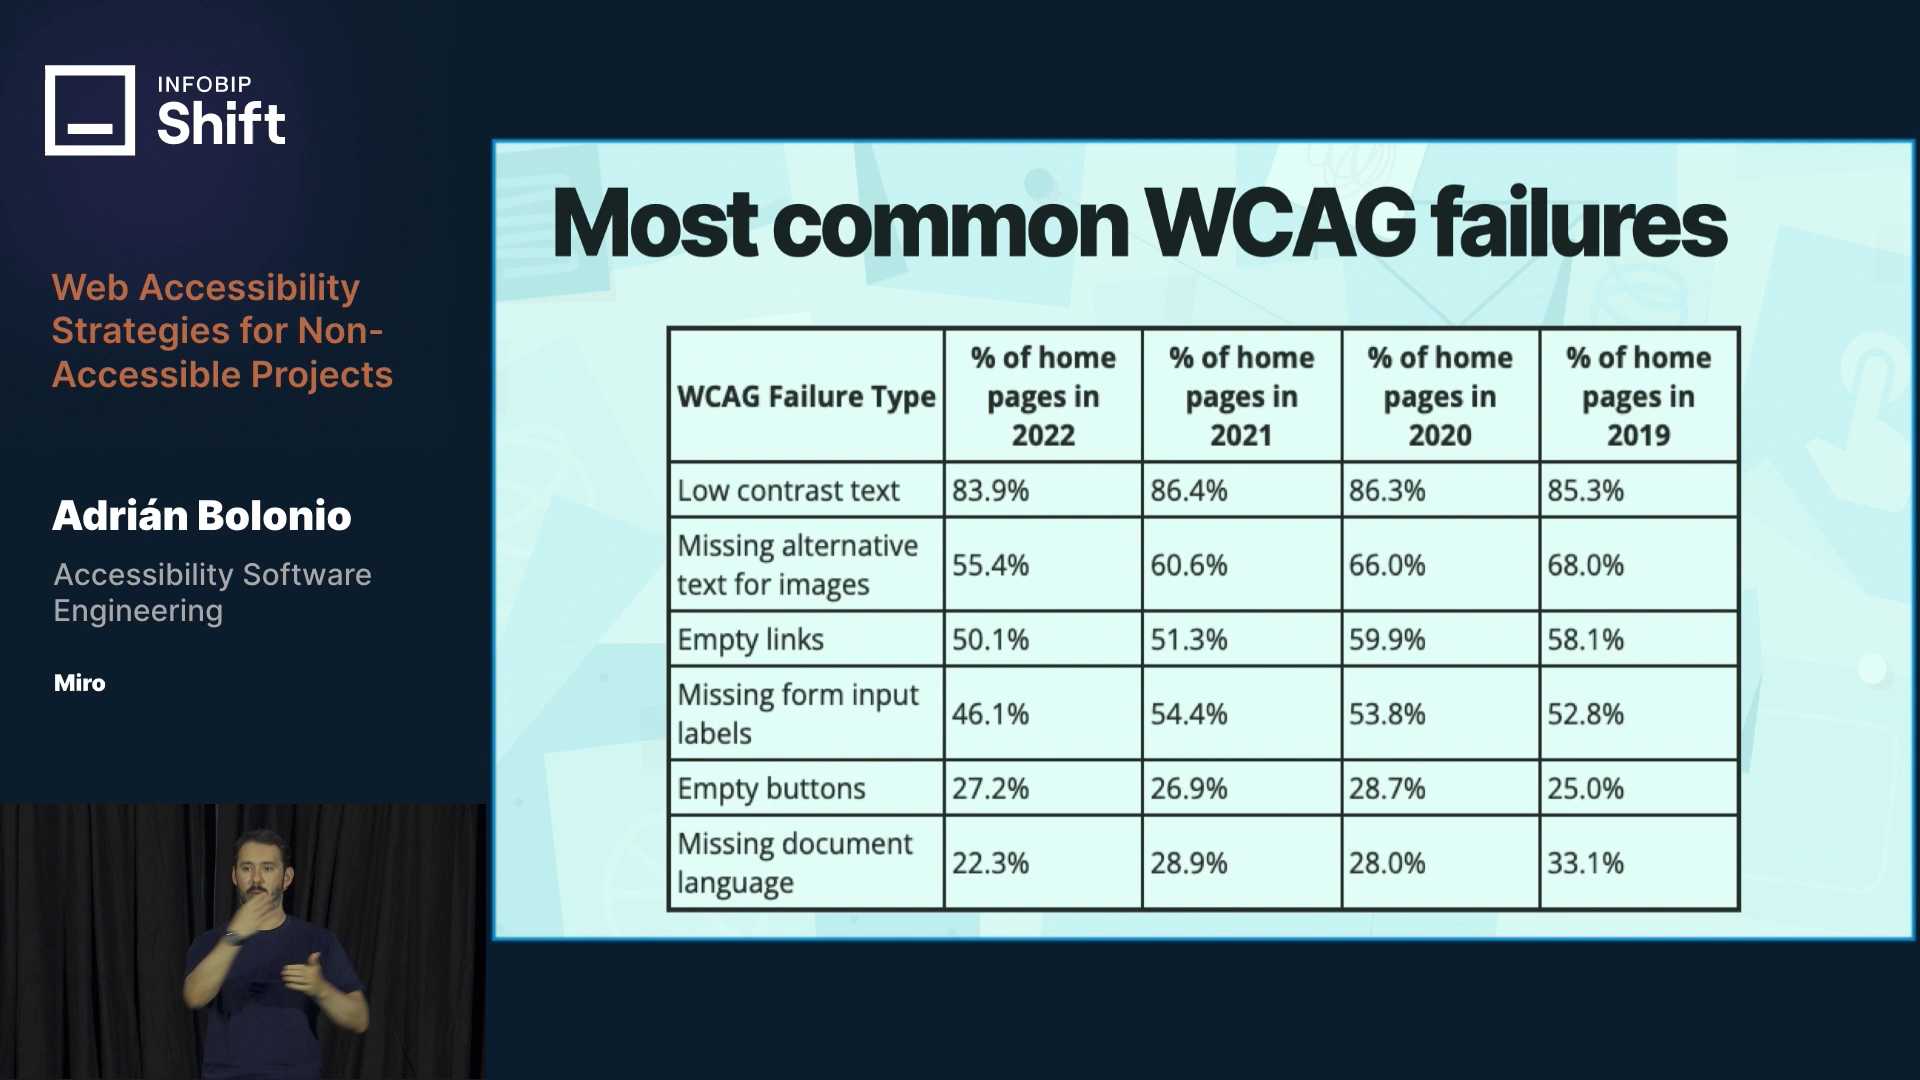 INFOBIP
Shift
Web Accessibility
Strategies for Non-
Accessible Projects
Adrián Bolonio
Accessibility Software
Engineering
Miro
Most common WCAG failures
WCAG Failure Type
% of home
pages in
2022
% of home
pages in
2021
% of home
pages in
2020
% of home
pages in
2019
Low contrast text 83.9% 86.4% 86.3% 85.3%
Missing alternative
text for images
55.4% 60.6% 66.0% 68.0%
Empty links 50.1% 51.3% 59.9% 58.1%
Missing form input
labels
46.1% 54.4% 53.8% 52.8%
Empty buttons 27.2% 26.9% 28.7% 25.0%
Missing document
language
22.3% 28.9% 28.0% 33.1%